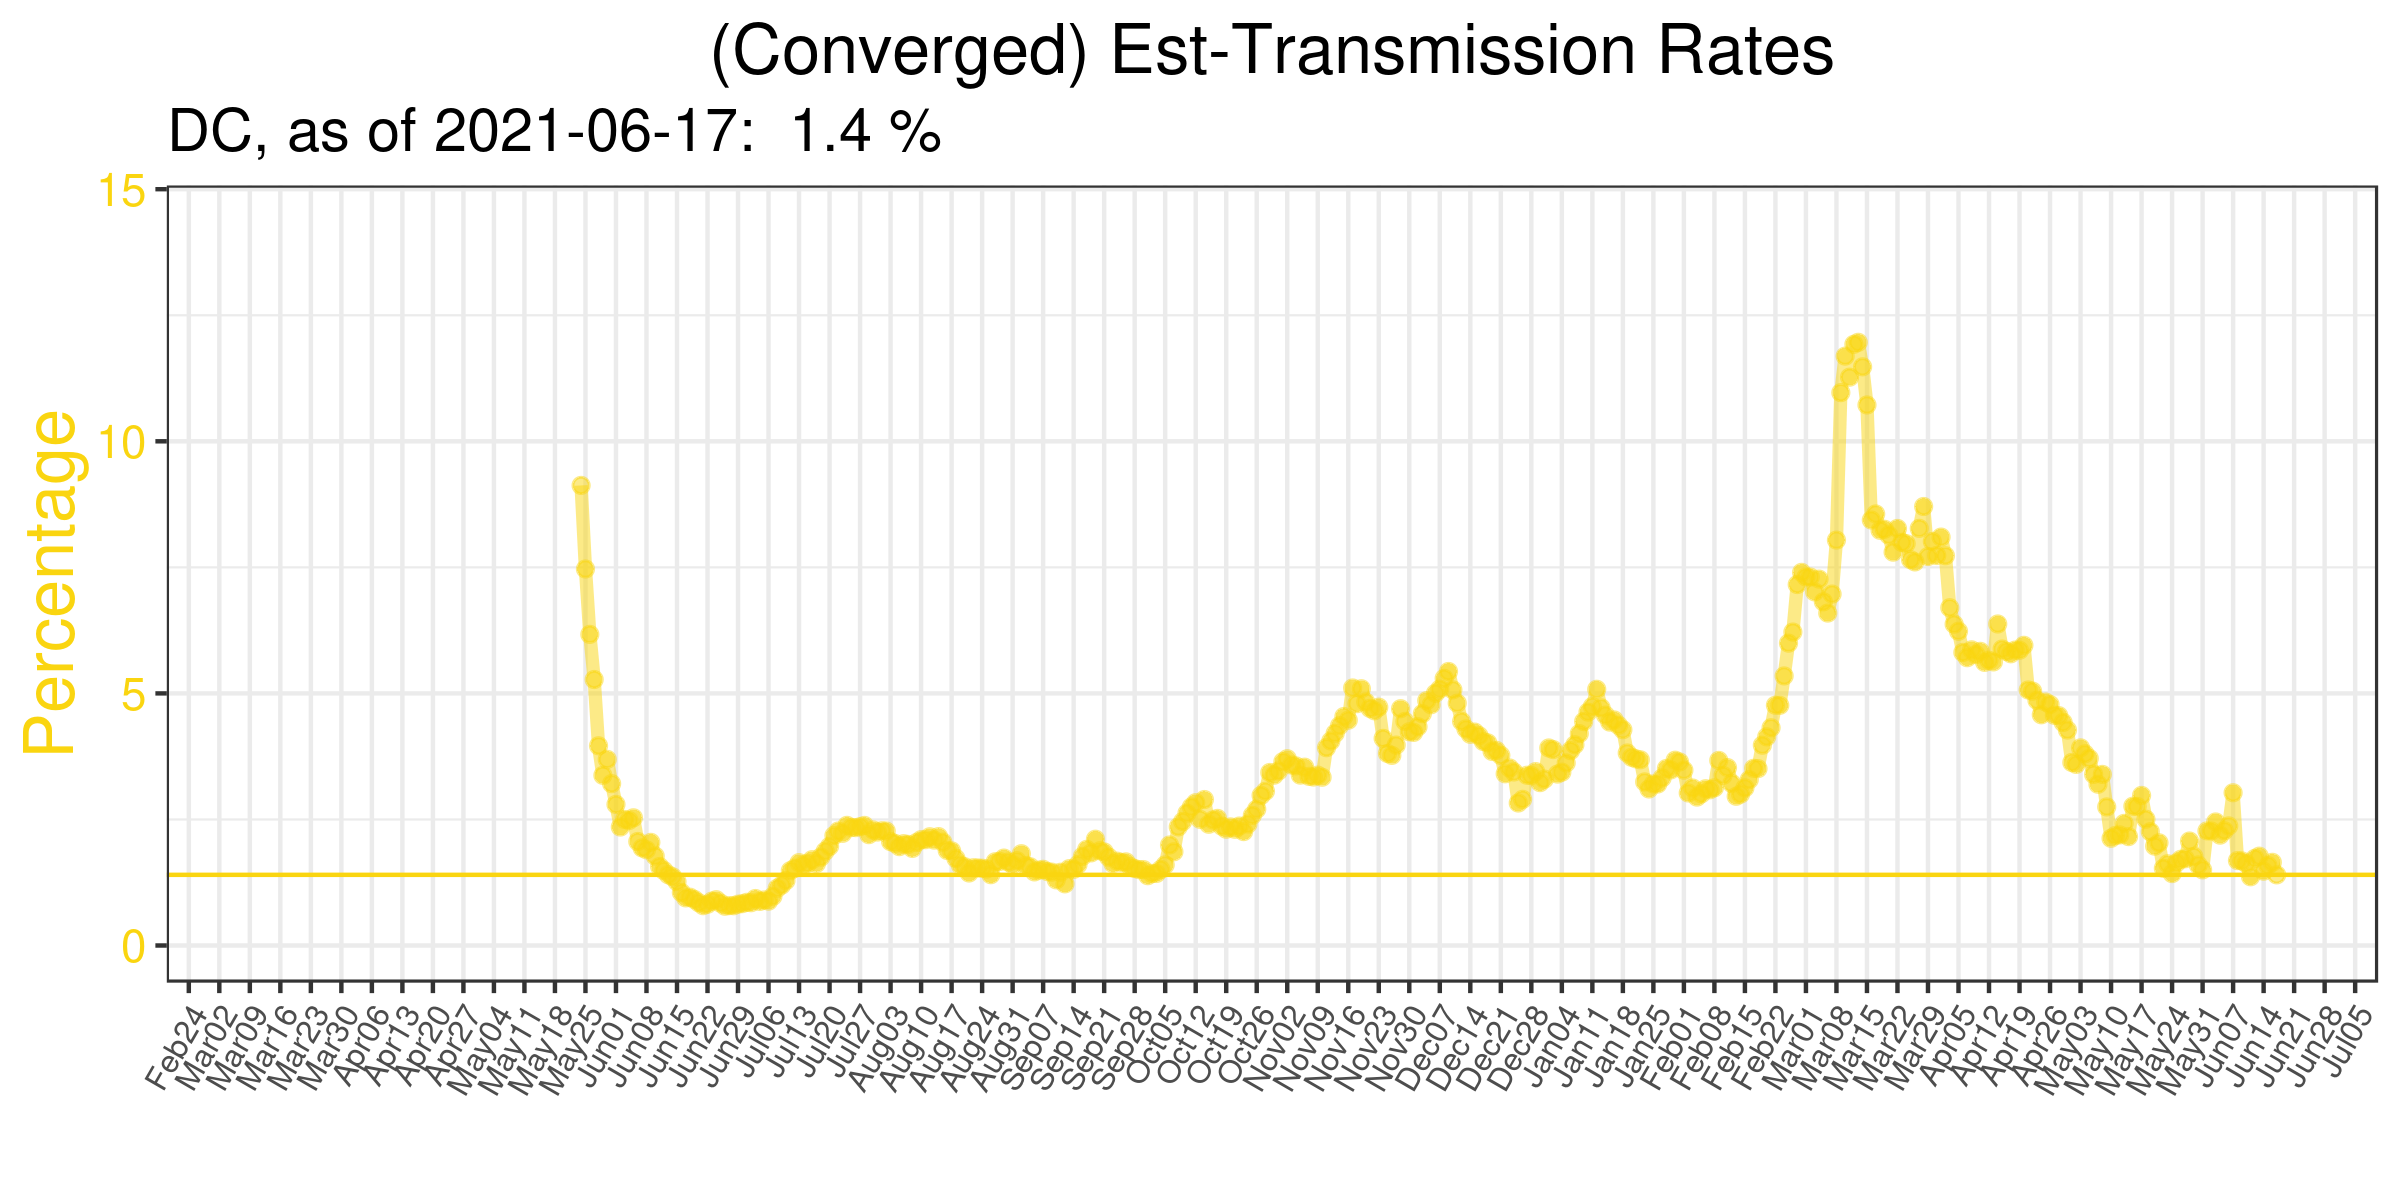 (Converged) Est-Transmission Rates
DC, as of 2021-06-17:  1.4 %
Percentage
15
10
5
0
Feb24
Mar02
Mar09
Mar16
Mar23
Mar30
Apr06
Apr13
Apr20
Apr27
May04
May11
May18
May25
Jun01
Jun08
Jun15
Jun22
Jun29
Jul06
Jul13
Jul20
Jul27
Aug03
Aug10
Aug17
Aug24
Aug31
Sep07
Sep14
Sep21
Sep28
Oct05
Oct12
Oct19
Oct26
Nov02
Nov09
Nov16
Nov23
Nov30
Dec07
Dec14
Dec21
Dec28
Jan04
Jan11
Jan18
Jan25
Feb01
Feb08
Feb15
Feb22
Mar01
Mar08
Mar15
Mar22
Mar29
Apr05
Apr12
Apr19
Apr26
May03
May10
May17
May24
May31
Jun07
Jun14
Jun21
Jun28
Jul05